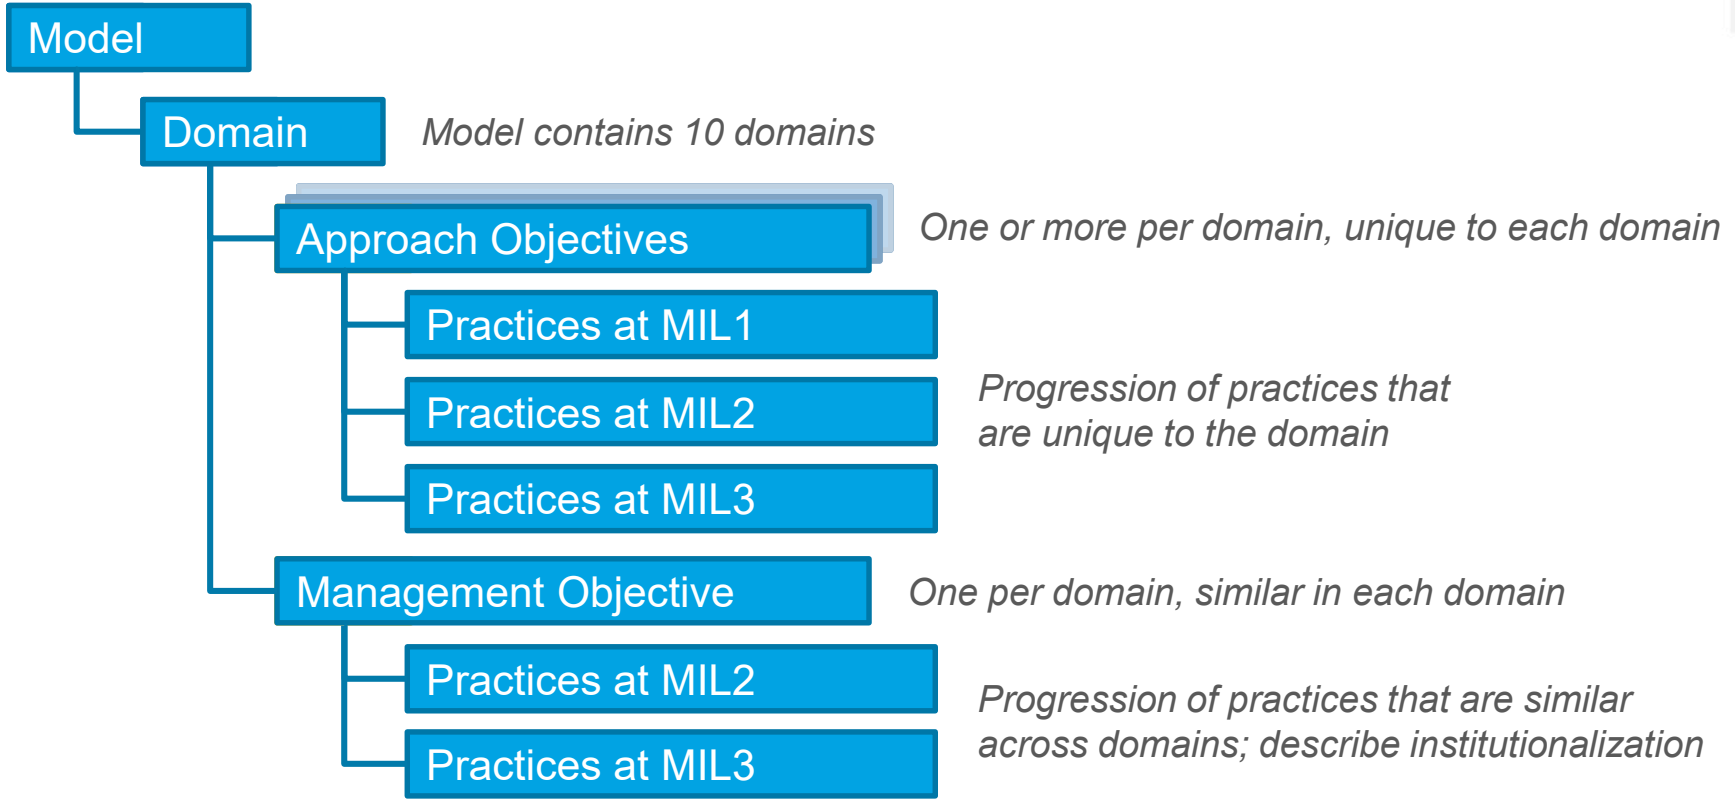 Model
Domain
Model contains 10 domains
Approach Objectives
One or more per domain, unique to each domain
Practices at MIL1
Practices at MIL2
Progression of practices that
are unique to the domain
Practices at MIL3
Management Objective
One per domain, similar in each domain
Practices at MIL2
Progression of practices that are similar
across domains; describe institutionalization
Practices at MIL3